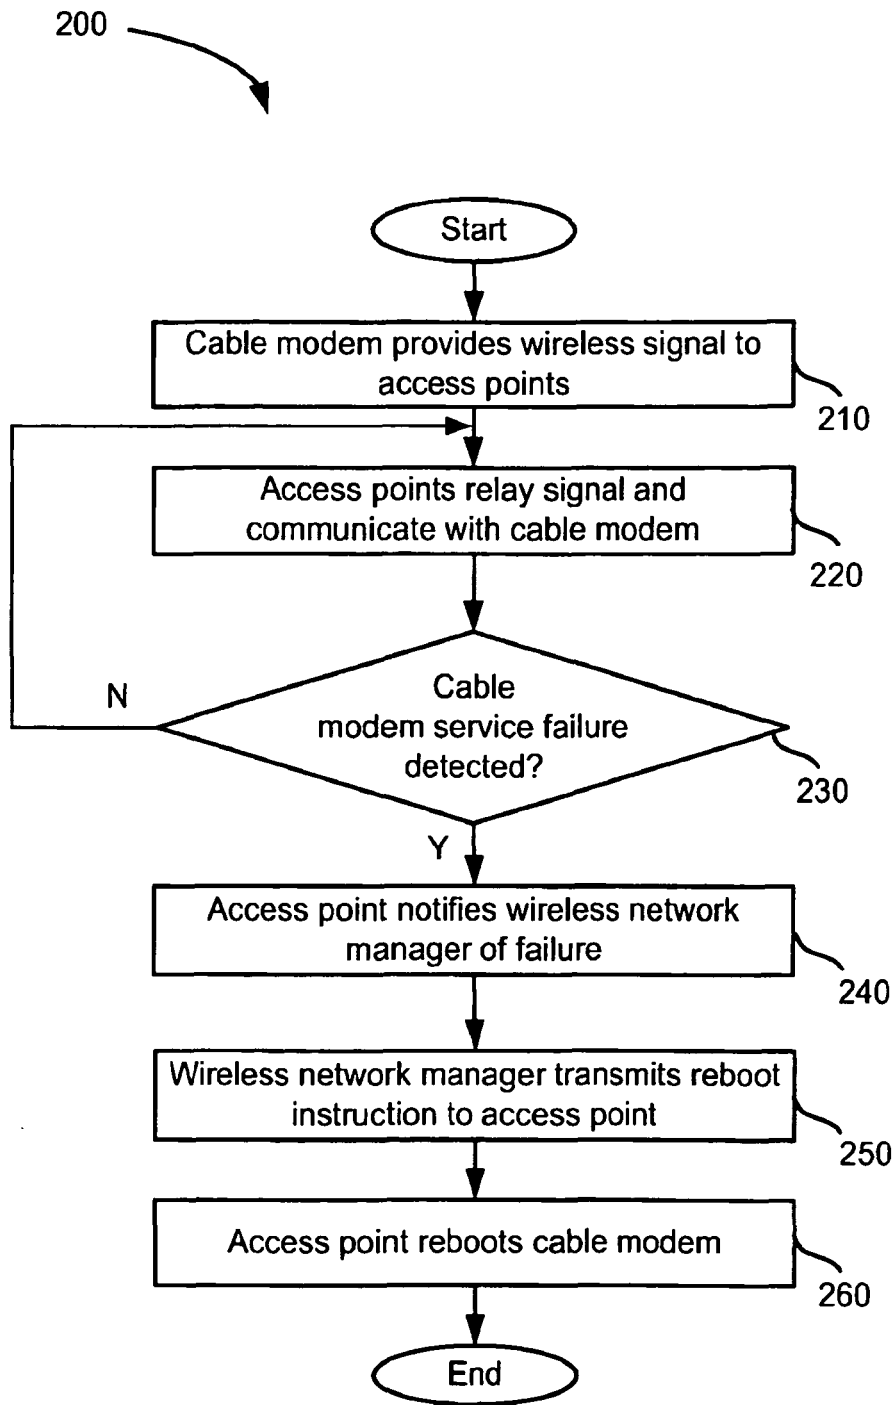 200
Start
Cable modem provides wireless signal to
access points
210
Access points relay signal and
communicate with cable modem
220
N
Cable
modem service failure
detected?
230
Y
Access point notifies wireless network
manager of failure
240
Wireless network manager transmits reboot
instruction to access point
250
Access point reboots cable modem
260
End